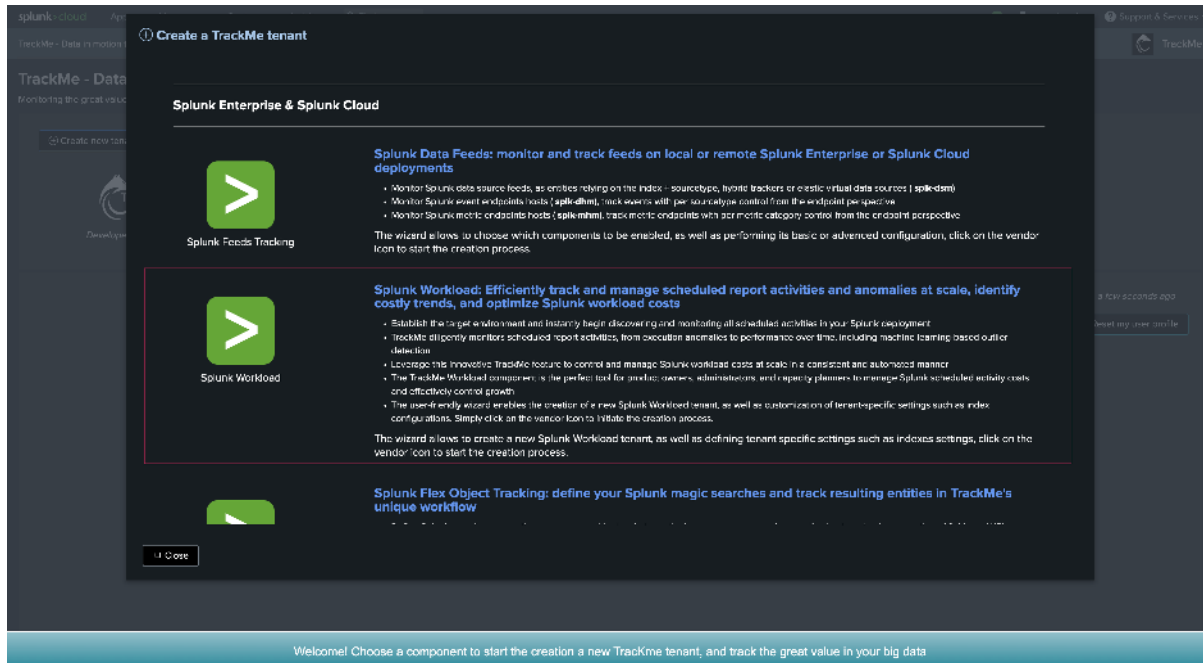 splunk>cloud
Support & Services
TrackMe - Data in motion
TrackMe
Create a TrackMe tenant
TrackMe - Data
Monitoring the great value
Create new ten
Splunk Enterprise & Splunk Cloud
Splunk Feeds Tracking
Splunk Data Feeds: monitor and track feeds on local or remote Splunk Enterprise or Splunk Cloud
deployments
• Monitor Splunk data source feeds, as entities relying on the index + sourcetype, hybrid trackers or elastic virtual data sources ( splk-dsm)
• Monitor Splunk event endpoints hosts ( splk-dhm), track events with per sourcetype control from the endpoint perspective
• Monitor Splunk metric endpoints hosts ( splk-mhm), track metric endpoints with per metric category control from the endpoint perspective
The wizard allows to choose which components to be enabled, as well as performing its basic or advanced configuration, click on the vendor
icon to start the creation process.
Develope
Splunk Workload
Splunk Workload: Efficiently track and manage scheduled report activities and anomalies at scale, identify
costly trends, and optimize Splunk workload costs
• Establish the target environment and instantly begin discovering and monitoring all scheduled activities in your Splunk deployment
• TrackMe diligently monitors scheduled report activities, from execution anomalies to performance over time, including machine learning based outlier
detection
• Leverage this innovative TrackMe feature to control and manage Splunk workload costs at scale in a consistent and automated manner
• The TrackMe Workload component is the perfect tool for product owners, administrators, and capacity planners to manage Splunk scheduled activity costs
and effectively control growth
• The user-friendly wizard enables the creation of a new Splunk Workload tenant, as well as customization of tenant-specific settings such as index
configurations. Simply click on the vendor icon to initiate the creation process.
The wizard allows to create a new Splunk Workload tenant, as well as defining tenant specific settings such as indexes settings, click on the
vendor icon to start the creation process.
a few seconds ago
Reset my user profile
Splunk Flex Object Tracking: define your Splunk magic searches and track resulting entities in TrackMe's
unique workflow
Close
Welcome! Choose a component to start the creation a new TracKme tenant, and track the great value in your big data